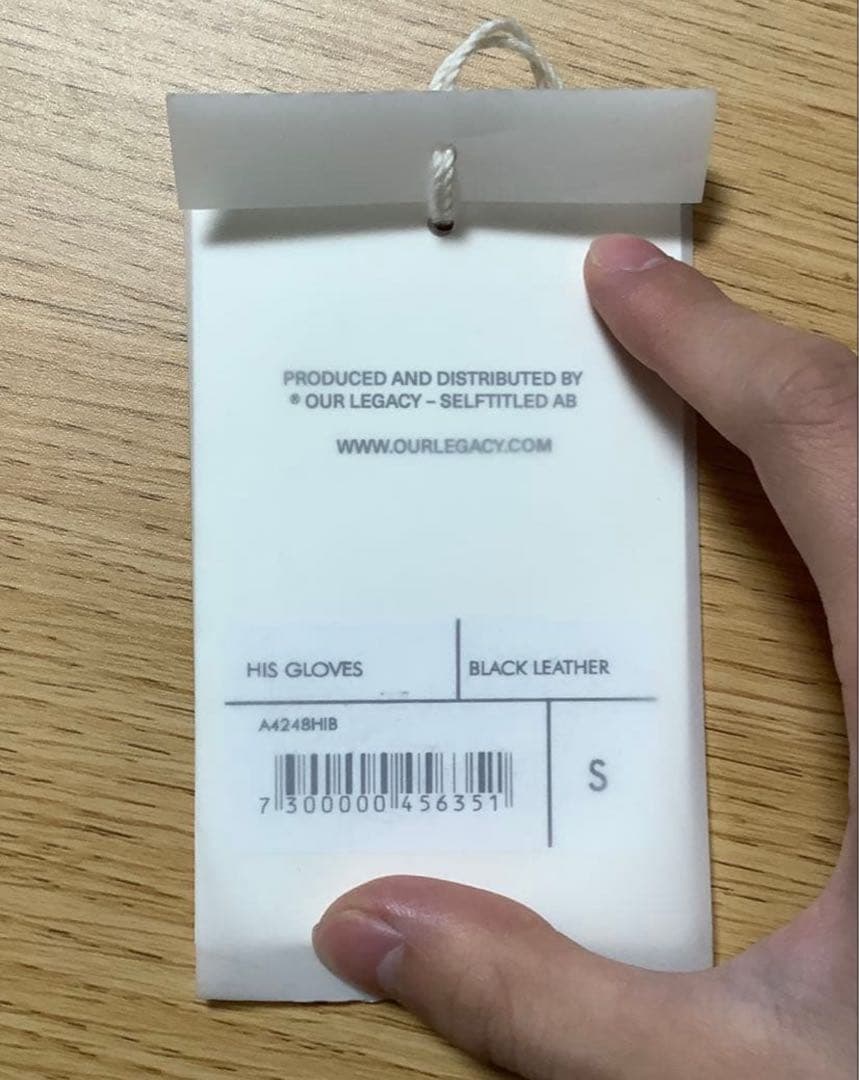 PRODUCED AND DISTRIBUTED BY
® OUR LEGACY – SELFTITLED AB
WWW.OURLEGACY.COM
HIS GLOVES
BLACK LEATHER
A4248HIB
S
7 300000 456351